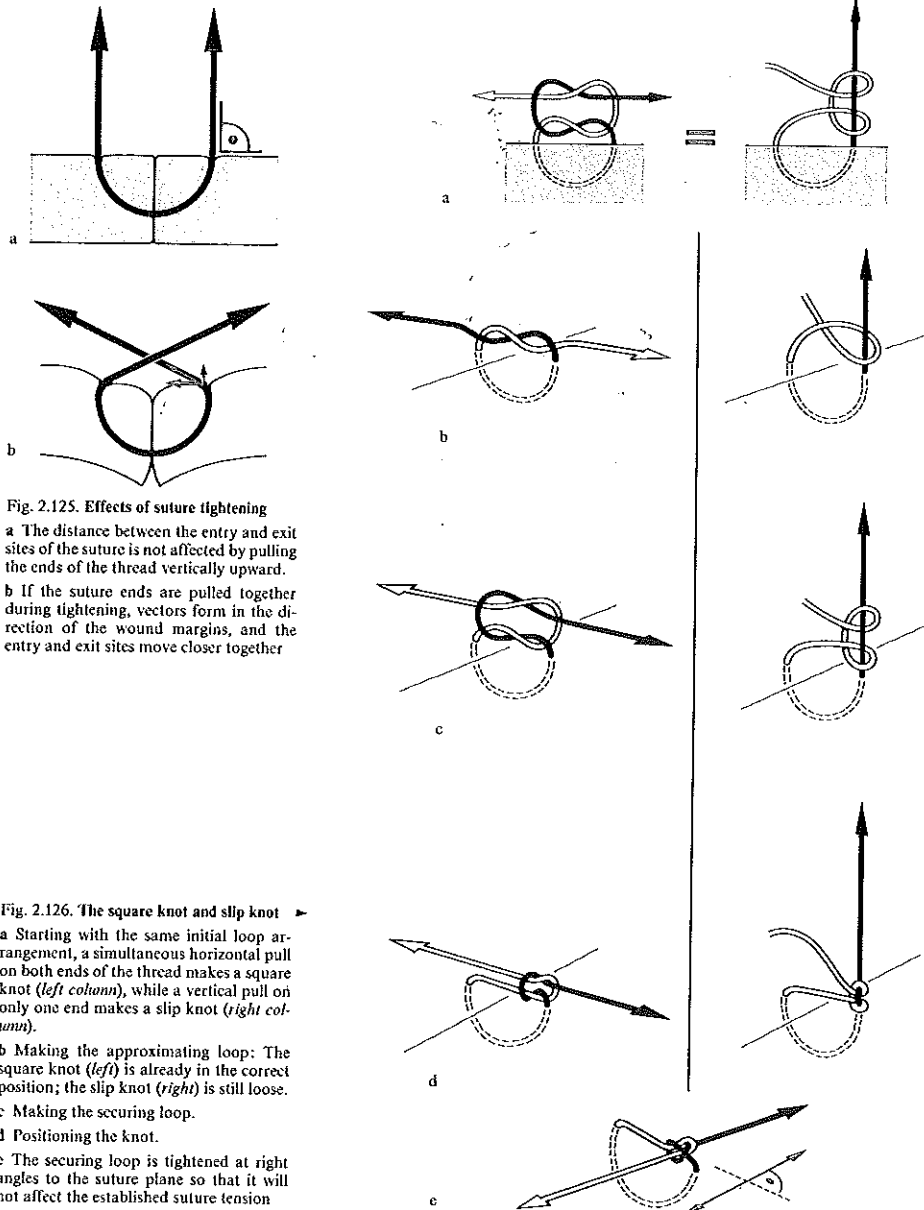 a
b
Fig. 2.125. Effects of suture tightening
a The distance between the entry and exit
sites of the suture is not affected by pulling
the ends of the thread vertically upward.
b If the suture ends are pulled together
during tightening, vectors form in the di-
rection of the wound margins, and the
entry and exit sites move closer together
Fig. 2.126. The square knot and slip knot ►
a Starting with the same initial loop ar-
rangement, a simultaneous horizontal pull
on both ends of the thread makes a square
knot (left column), while a vertical pull on
only one end makes a slip knot (right col-
umn).
b Making the approximating loop: The
square knot (left) is already in the correct
position; the slip knot (right) is still loose.
c Making the securing loop.
d Positioning the knot.
e The securing loop is tightened at right
angles to the suture plane so that it will
not affect the established suture tension
a
=
b
c
d
e